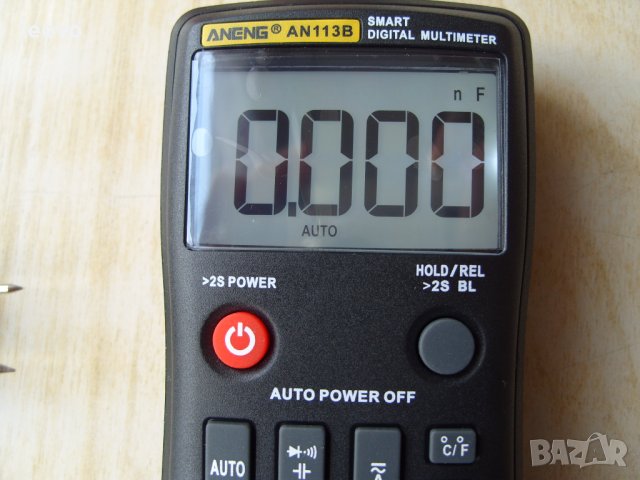 ANENG® AN113B
SMART
DIGITAL MULTIMETER
n F
0.000
AUTO
>2S POWER
HOLD/REL
>2S BL
AUTO POWER OFF
AUTO
A
°C/°F
BAZAR